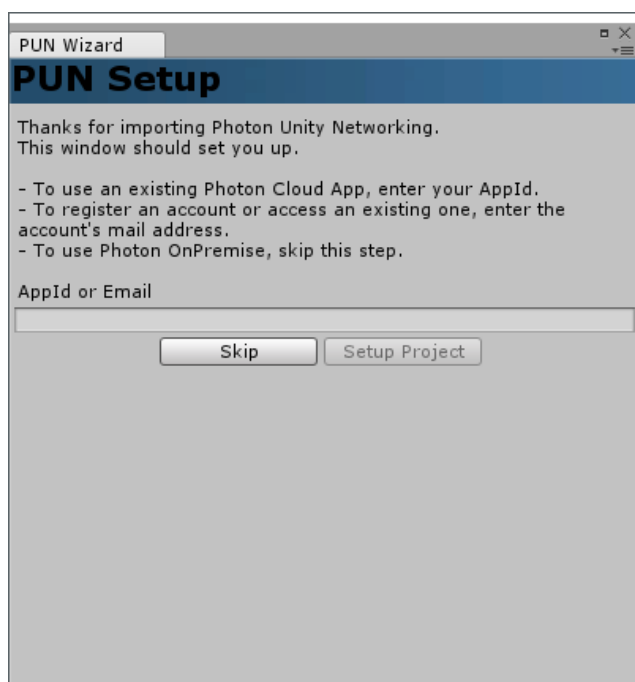 PUN Wizard
PUN Setup
Thanks for importing Photon Unity Networking.
This window should set you up.
- To use an existing Photon Cloud App, enter your AppId.
- To register an account or access an existing one, enter the
account's mail address.
- To use Photon OnPremise, skip this step.
AppId or Email
Skip
Setup Project